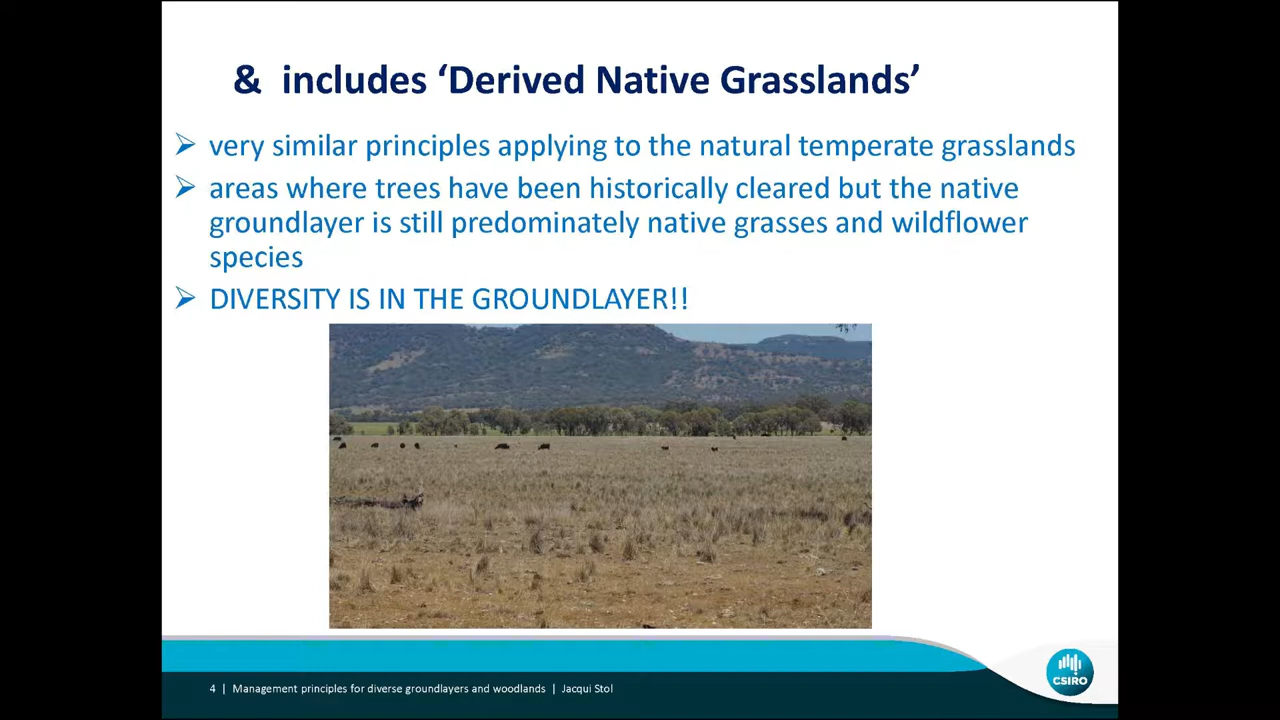 & includes ‘Derived Native Grasslands’
very similar principles applying to the natural temperate grasslands
areas where trees have been historically cleared but the native
groundlayer is still predominately native grasses and wildflower
species
DIVERSITY IS IN THE GROUNDLAYER!!
4 | Management principles for diverse groundlayers and woodlands | Jacqui Stol
CSIRO